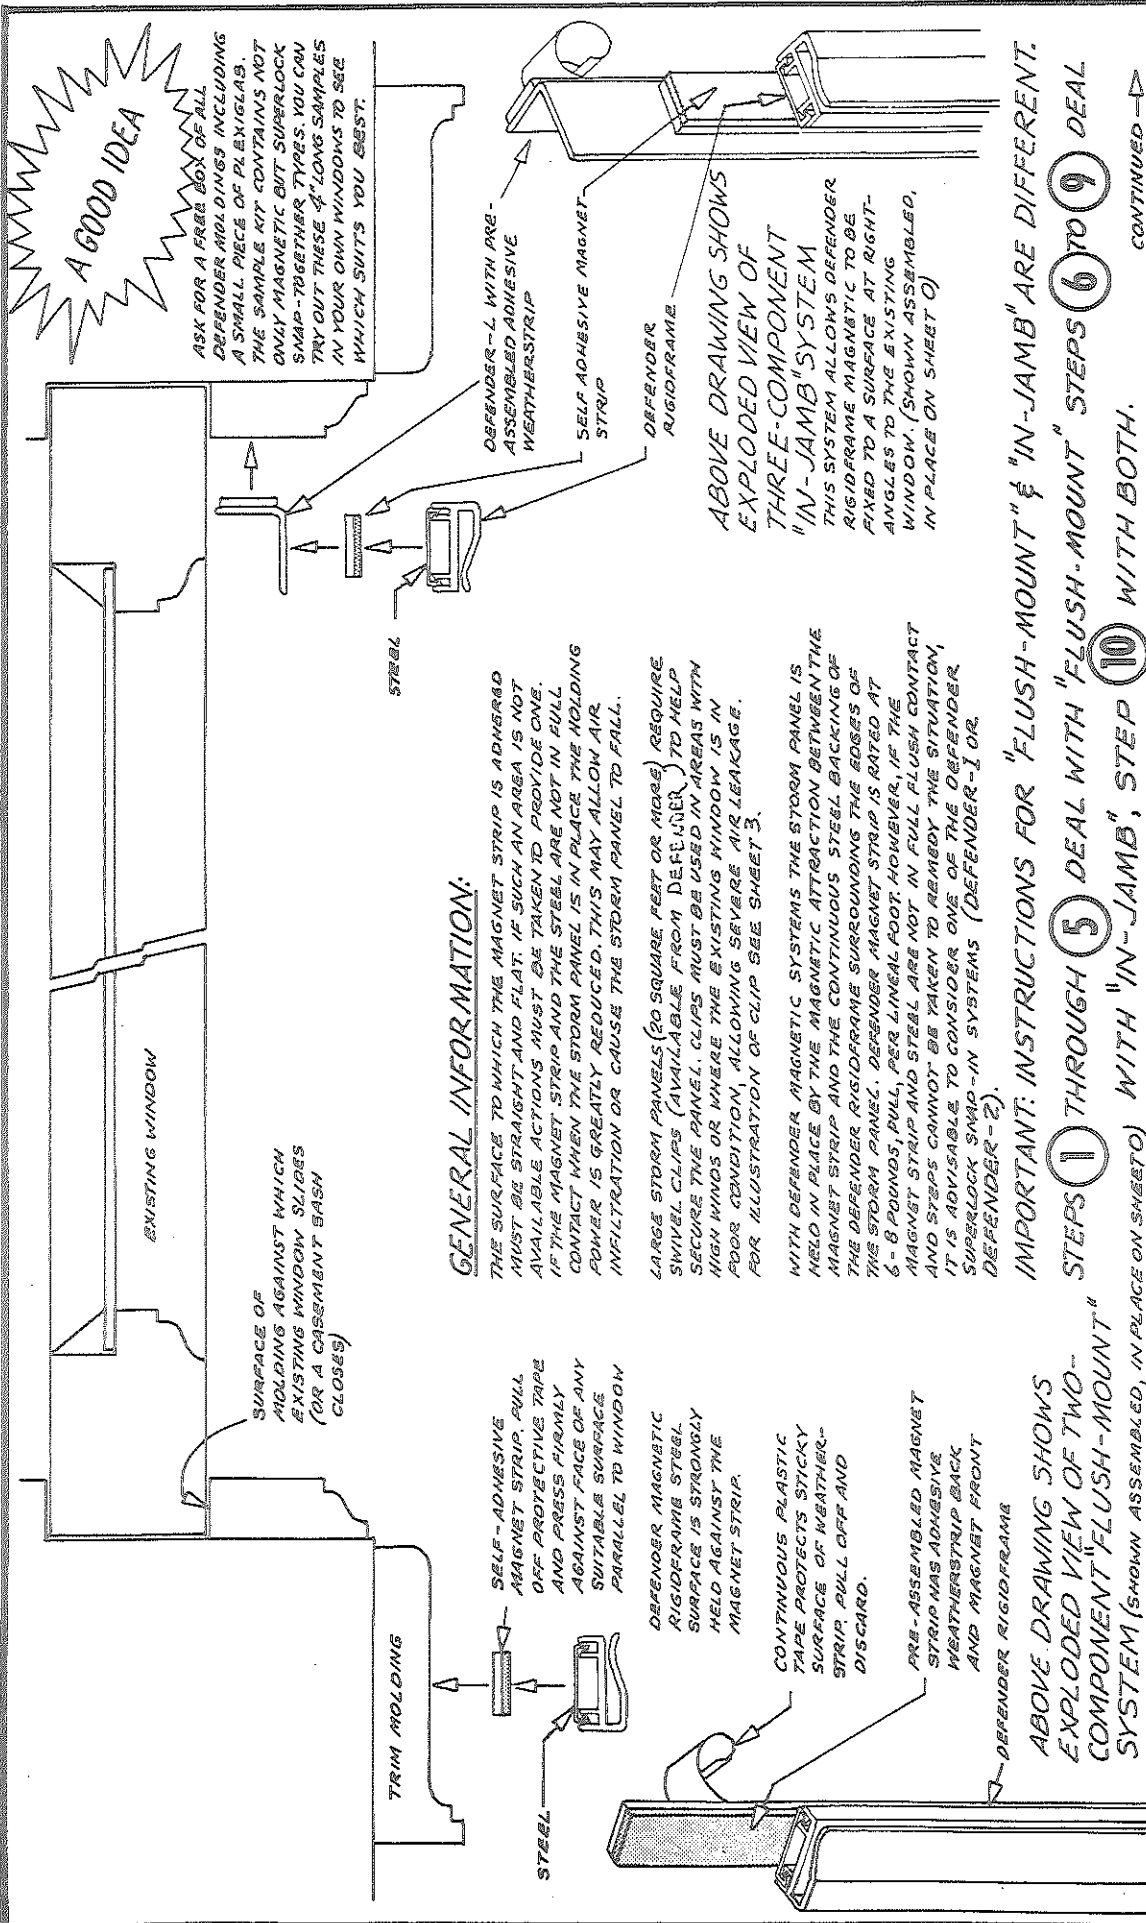 A GOOD IDEA
ASK FOR A FREE BOX OF ALL
DEFENDER MOLDINGS INCLUDING
A SMALL PIECE OF PLEXIGLAS.
THE SAMPLE KIT CONTAINS NOT
ONLY MAGNETIC BUT SUPERLOCK
SNAP-TOGETHER TYPES. YOU CAN
TRY OUT THESE 4" LONG SAMPLES
IN YOUR OWN WINDOWS TO SEE
WHICH SUITS YOU BEST.
SURFACE OF
MOLDING AGAINST WHICH
EXISTING WINDOW SLIDES
(OR A CASEMENT SASH
CLOSES)
EXISTING WINDOW
TRIM MOLDING
STEEL
SELF-ADHESIVE
MAGNET STRIP. PULL
OFF PROTECTIVE TAPE
AND PRESS FIRMLY
AGAINST FACE OF ANY
SUITABLE SURFACE
PARALLEL TO WINDOW
DEFENDER MAGNETIC
RIGIDFRAME STEEL
SURFACE IS STRONGLY
HELD AGAINST THE
MAGNET STRIP.
CONTINUOUS PLASTIC
TAPE PROTECTS STICKY
SURFACE OF WEATHER-
STRIP. PULL OFF AND
DISCARD.
PRE-ASSEMBLED MAGNET
STRIP HAS ADHESIVE
WEATHERSTRIP BACK
AND MAGNET FRONT
DEFENDER RIGIDFRAME
ABOVE DRAWING SHOWS
EXPLODED VIEW OF TWO-
COMPONENT "FLUSH-MOUNT"
SYSTEM (SHOWN ASSEMBLED, IN PLACE ON SHEET O)
GENERAL INFORMATION:
THE SURFACE TO WHICH THE MAGNET STRIP IS ADHERED
MUST BE STRAIGHT AND FLAT. IF SUCH AN AREA IS NOT
AVAILABLE ACTIONS MUST BE TAKEN TO PROVIDE ONE.
IF THE MAGNET STRIP AND THE STEEL ARE NOT IN FULL
CONTACT WHEN THE STORM PANEL IS IN PLACE THE HOLDING
POWER IS GREATLY REDUCED. THIS MAY ALLOW AIR
INFILTRATION OR CAUSE THE STORM PANEL TO FALL.
LARGE STORM PANELS (20 SQUARE FEET OR MORE) REQUIRE
SWIVEL CLIPS (AVAILABLE FROM DEFENDER) TO HELP
SECURE THE PANEL. CLIPS MUST BE USED IN AREAS WITH
HIGH WINDS OR WHERE THE EXISTING WINDOW IS IN
POOR CONDITION, ALLOWING SEVERE AIR LEAKAGE.
FOR ILLUSTRATION OF CLIP SEE SHEET 3.
WITH DEFENDER MAGNETIC SYSTEMS THE STORM PANEL IS
HELD IN PLACE BY THE MAGNETIC ATTRACTION BETWEEN THE
MAGNET STRIP AND THE CONTINUOUS STEEL BACKING OF
THE DEFENDER RIGIDFRAME SURROUNDING THE EDGES OF
THE STORM PANEL. DEFENDER MAGNET STRIP IS RATED AT
6-8 POUNDS, PULL, PER LINEAL FOOT. HOWEVER, IF THE
MAGNET STRIP AND STEEL ARE NOT IN FULL FLUSH CONTACT
AND STEPS CANNOT BE TAKEN TO REMEDY THE SITUATION,
IT IS ADVISABLE TO CONSIDER ONE OF THE DEFENDER
SUPERLOCK SNAP-IN SYSTEMS (DEFENDER-1 OR
DEFENDER-2).
STEEL
DEFENDER-L WITH PRE-
ASSEMBLED ADHESIVE
WEATHERSTRIP
SELF ADHESIVE MAGNET
STRIP
DEFENDER
RIGIDFRAME
ABOVE DRAWING SHOWS
EXPLODED VIEW OF
THREE-COMPONENT
"IN-JAMB" SYSTEM
THIS SYSTEM ALLOWS DEFENDER
RIGIDFRAME MAGNETIC TO BE
FIXED TO A SURFACE AT RIGHT-
ANGLES TO THE EXISTING
WINDOW. (SHOWN ASSEMBLED,
IN PLACE ON SHEET O)
IMPORTANT: INSTRUCTIONS FOR "FLUSH-MOUNT" & "IN-JAMB" ARE DIFFERENT.
STEPS 1 THROUGH 5 DEAL WITH "FLUSH-MOUNT" STEPS 6 TO 9 DEAL
WITH "IN-JAMB", STEP 10 WITH BOTH.
CONTINUED